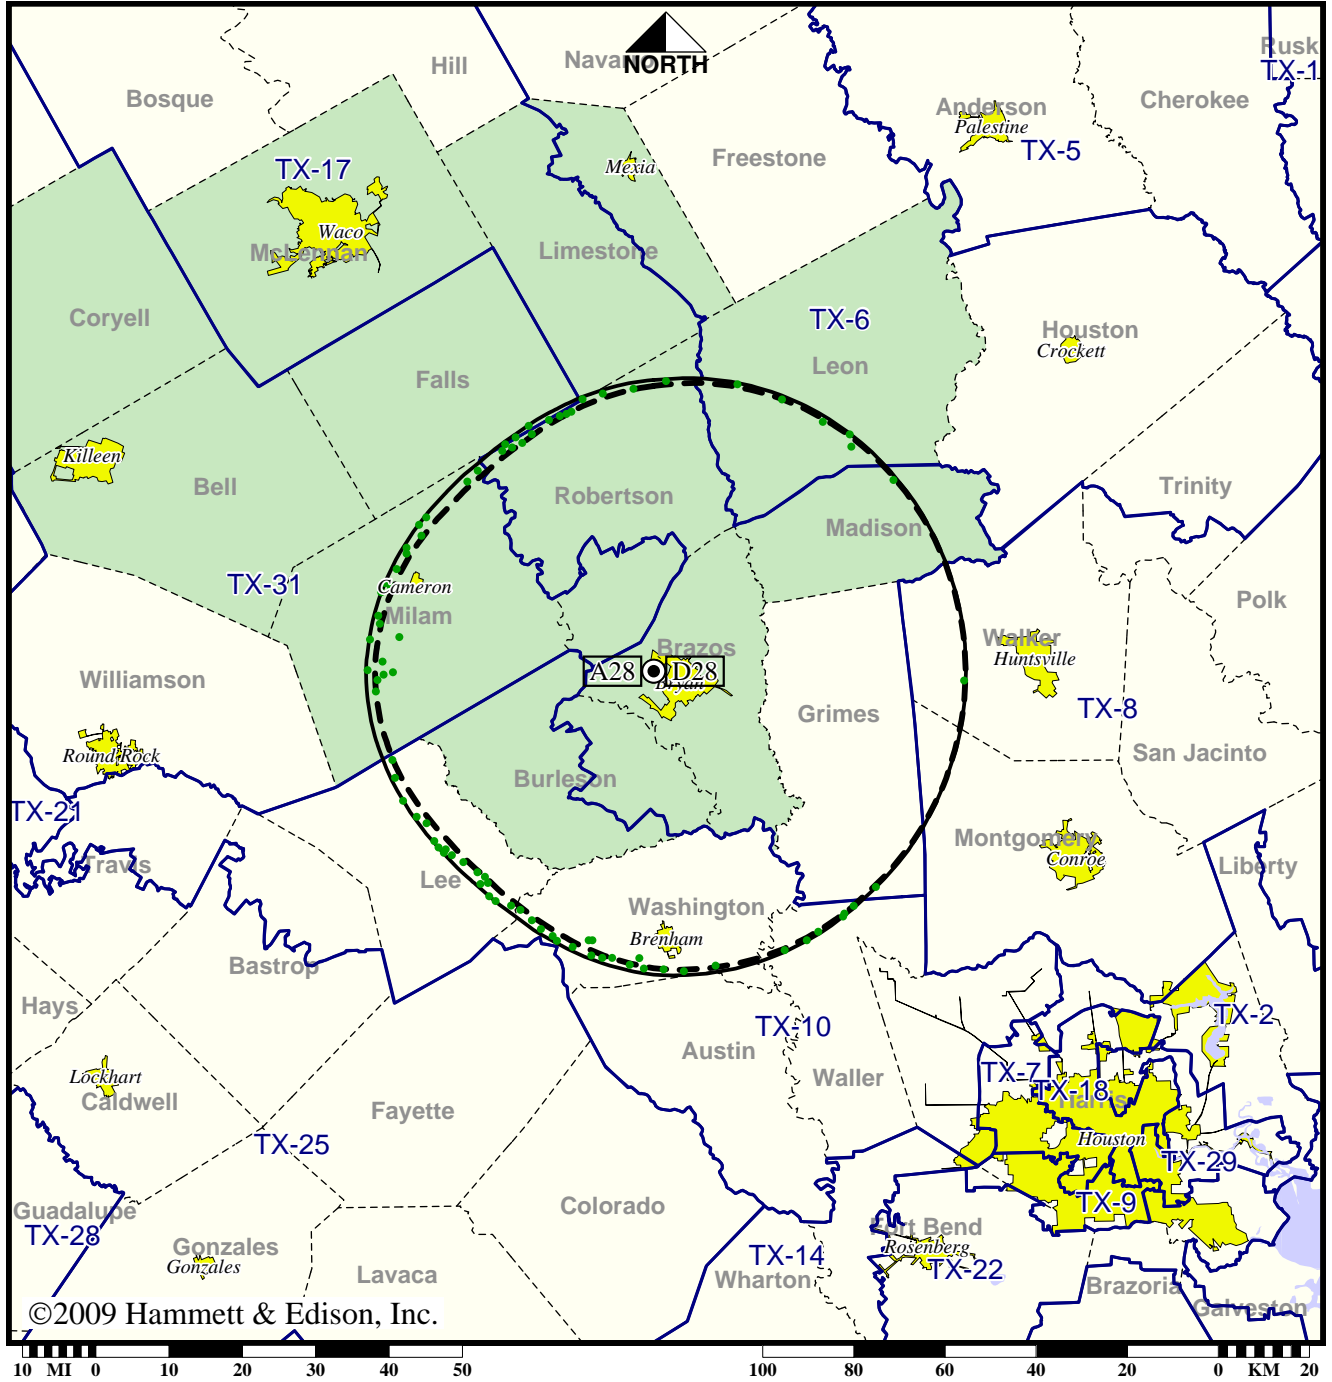 Rusk
TX-1
Hill
Navarro
NORTH
Bosque
Anderson
Palestine
Cherokee
TX-5
Freestone
TX-17
Mexia
Waco
McLennan
Limestone
Coryell
TX-6
Houston
Crockett
Falls
Leon
Killeen
Bell
Robertson
Trinity
Madison
TX-31
Cameron
Milam
Polk
Walker
Huntsville
Brazos
A28
D28
Bryan
Williamson
Grimes
TX-8
San Jacinto
Round Rock
Burleson
TX-21
Travis
Montgomery
Conroe
Liberty
Lee
Washington
Brenham
Bastrop
Hays
TX-10
TX-2
Austin
Waller
TX-7
TX-18
Harris
Lockhart
Caldwell
Fayette
Houston
TX-25
TX-29
Guadalupe
TX-28
Colorado
TX-9
Fort Bend
Gonzales
Gonzales
Rosenberg
TX-14
TX-22
Lavaca
Wharton
Brazoria
Galveston
©2009 Hammett & Edison, Inc.
10 MI 0 10 20 30 40 50
100 80 60 40 20 0 KM 20